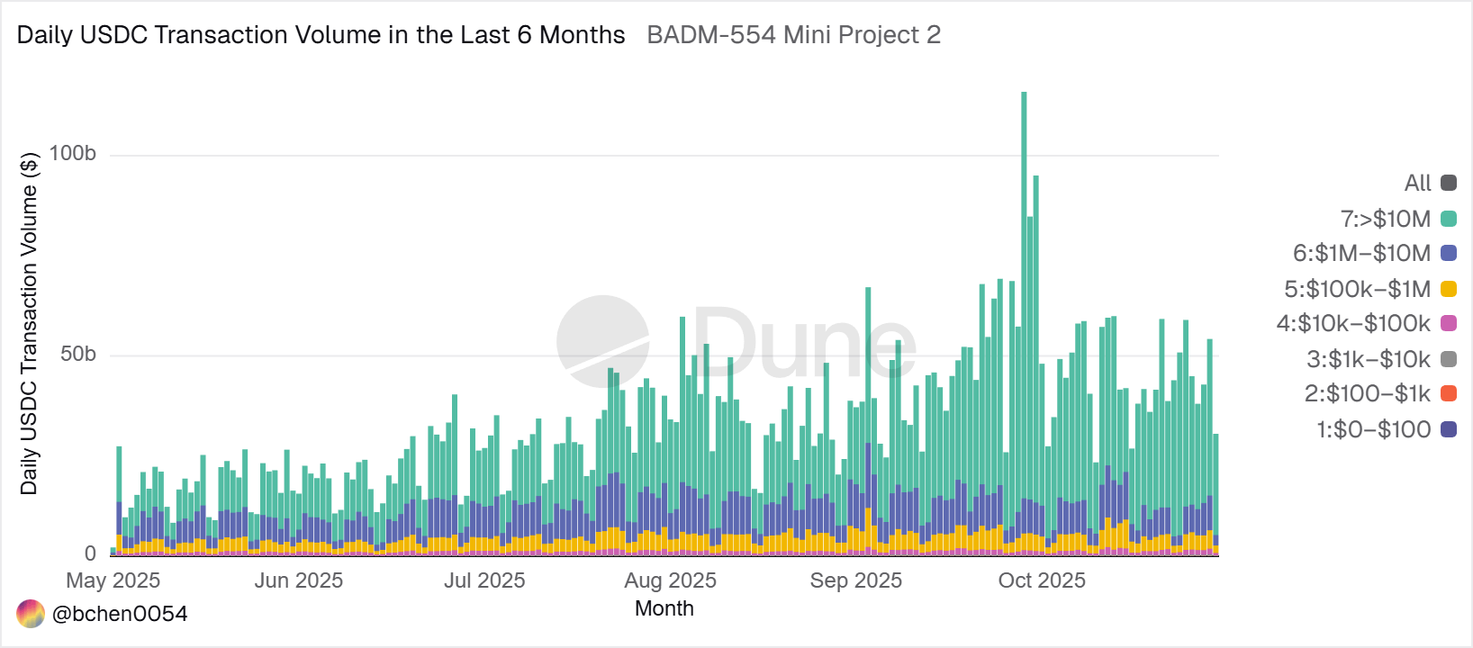 Daily USDC Transaction Volume in the Last 6 Months BADM-554 Mini Project 2
Daily USDC Transaction Volume ($)
100b
50b
0
Dune
May 2025 Jun 2025 Jul 2025 Aug 2025 Sep 2025 Oct 2025
Month
All
7:>$10M
6:$1M–$10M
5:$100k–$1M
4:$10k–$100k
3:$1k–$10k
2:$100–$1k
1:$0–$100
@bchen0054